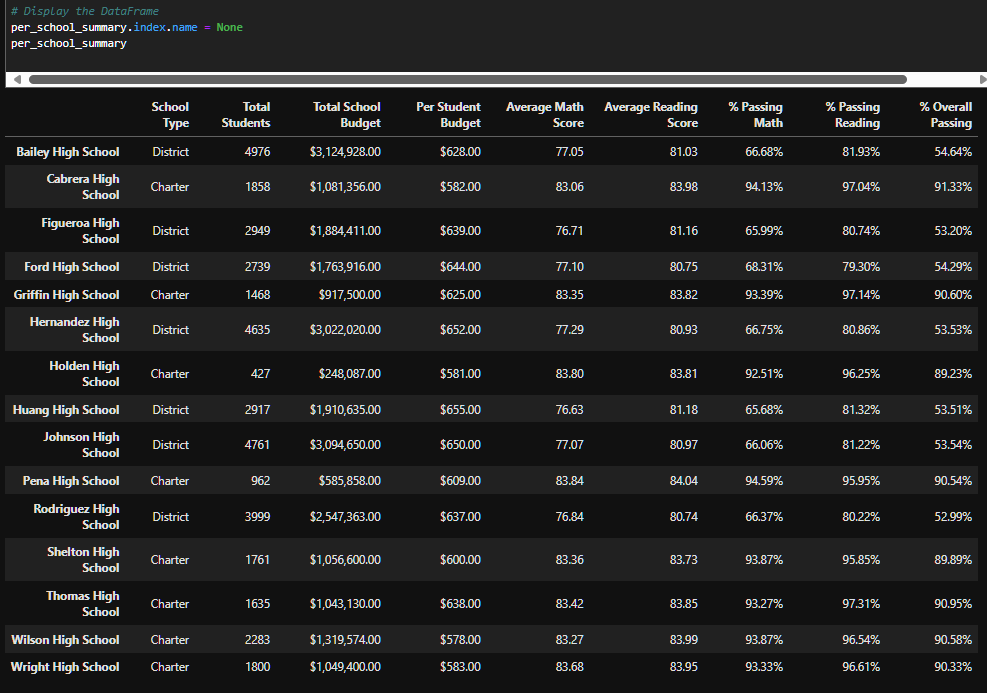 # Display the DataFrame
per_school_summary.index.name = None
per_school_summary
School Type Total Students Total School Budget Per Student Budget Average Math Score Average Reading Score % Passing Math % Passing Reading % Overall Passing
Bailey High School District 4976 $3,124,928.00 $628.00 77.05 81.03 66.68% 81.93% 54.64%
Cabrera High School Charter 1858 $1,081,356.00 $582.00 83.06 83.98 94.13% 97.04% 91.33%
Figueroa High School District 2949 $1,884,411.00 $639.00 76.71 81.16 65.99% 80.74% 53.20%
Ford High School District 2739 $1,763,916.00 $644.00 77.10 80.75 68.31% 79.30% 54.29%
Griffin High School Charter 1468 $917,500.00 $625.00 83.35 83.82 93.39% 97.14% 90.60%
Hernandez High School District 4635 $3,022,020.00 $652.00 77.29 80.93 66.75% 80.86% 53.53%
Holden High School Charter 427 $248,087.00 $581.00 83.80 83.81 92.51% 96.25% 89.23%
Huang High School District 2917 $1,910,635.00 $655.00 76.63 81.18 65.68% 81.32% 53.51%
Johnson High School District 4761 $3,094,650.00 $650.00 77.07 80.97 66.06% 81.22% 53.54%
Pena High School Charter 962 $585,858.00 $609.00 83.84 84.04 94.59% 95.95% 90.54%
Rodriguez High School District 3999 $2,547,363.00 $637.00 76.84 80.74 66.37% 80.22% 52.99%
Shelton High School Charter 1761 $1,056,600.00 $600.00 83.36 83.73 93.87% 95.85% 89.89%
Thomas High School Charter 1635 $1,043,130.00 $638.00 83.42 83.85 93.27% 97.31% 90.95%
Wilson High School Charter 2283 $1,319,574.00 $578.00 83.27 83.99 93.87% 96.54% 90.58%
Wright High School Charter 1800 $1,049,400.00 $583.00 83.68 83.95 93.33% 96.61% 90.33%